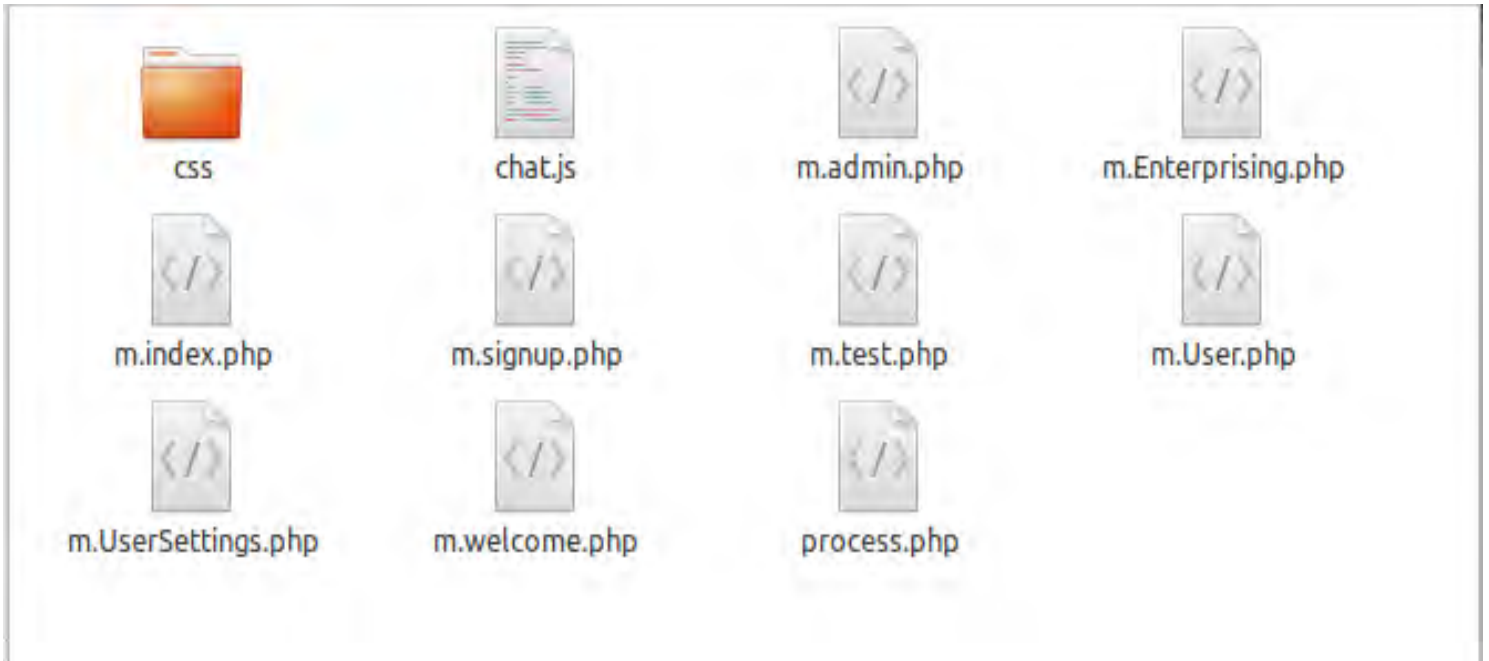 css chat.js m.admin.php m.Enterprising.php
m.index.php m.signup.php m.test.php m.User.php
m.UserSettings.php m.welcome.php process.php